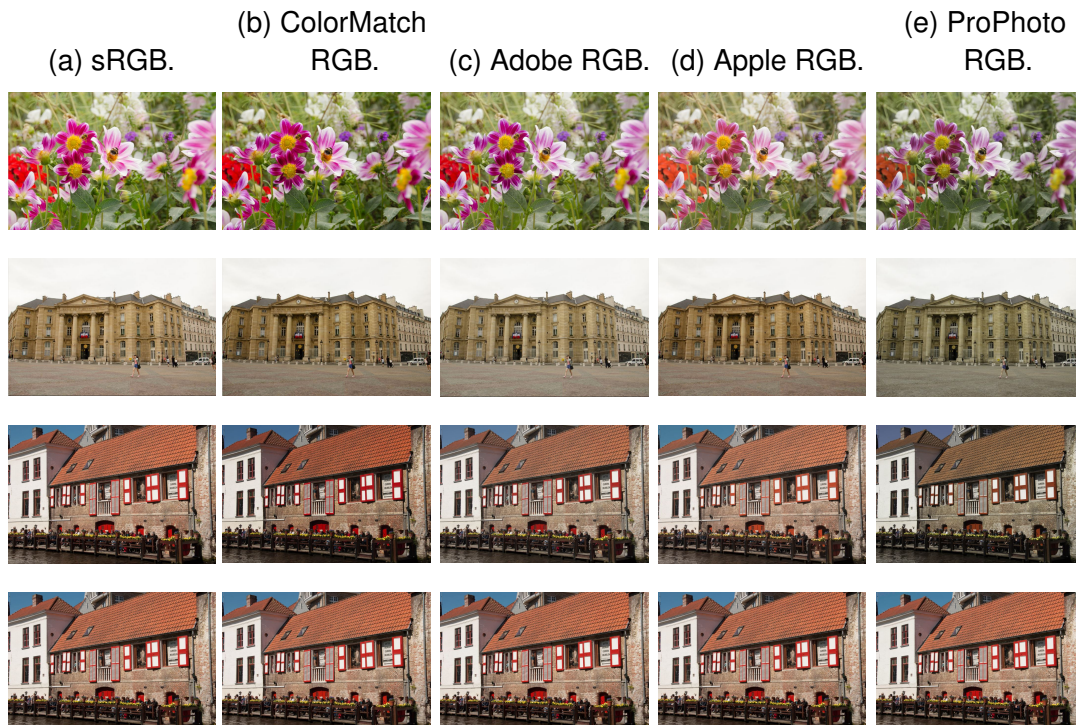 (a) sRGB.
(b) ColorMatch
RGB.
(c) Adobe RGB.
(d) Apple RGB.
(e) ProPhoto
RGB.